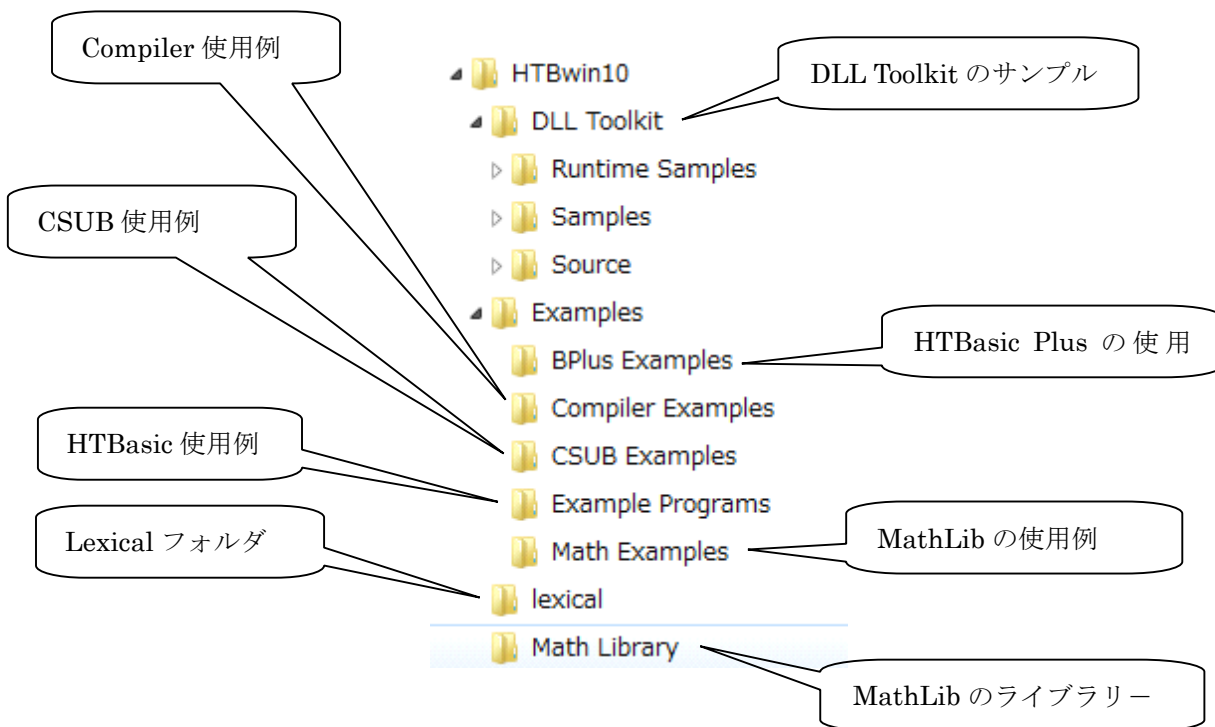 Compiler 使用例
HTBwin10
DLL Toolkit のサンプル
DLL Toolkit
Runtime Samples
CSUB 使用例
Samples
Source
Examples
HTBasic Plus の使用
BPlus Examples
Compiler Examples
HTBasic 使用例
CSUB Examples
Example Programs
Lexical フォルダ
MathLib の使用例
Math Examples
lexical
Math Library
MathLib のライブラリー